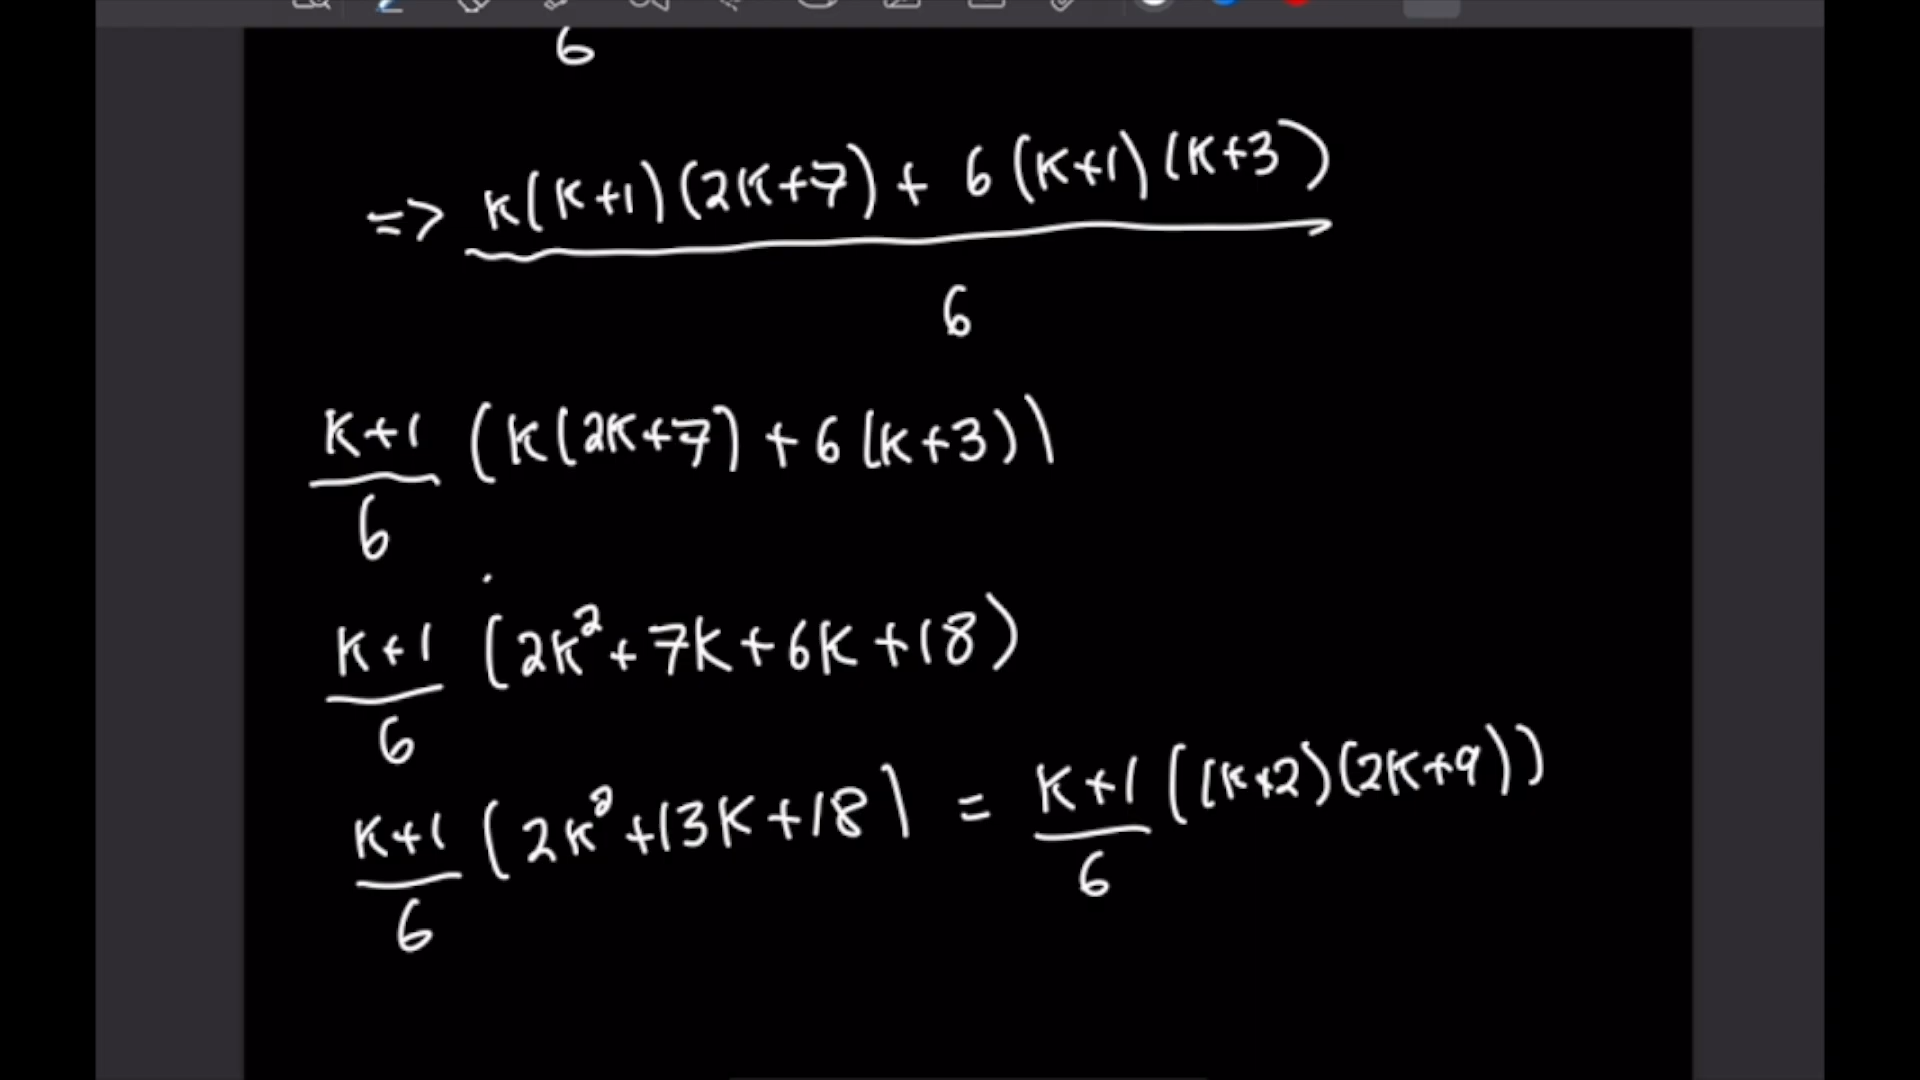 6
=> K(K+1)(2K+7) + 6(K+1)(K+3)
6
K+1 (K(2K+7) + 6(K+3))
6
K+1 (2K²+7K+6K+18)
6
K+1 (2K²+13K+18) = K+1 ((K+2)(2K+9))
6 6